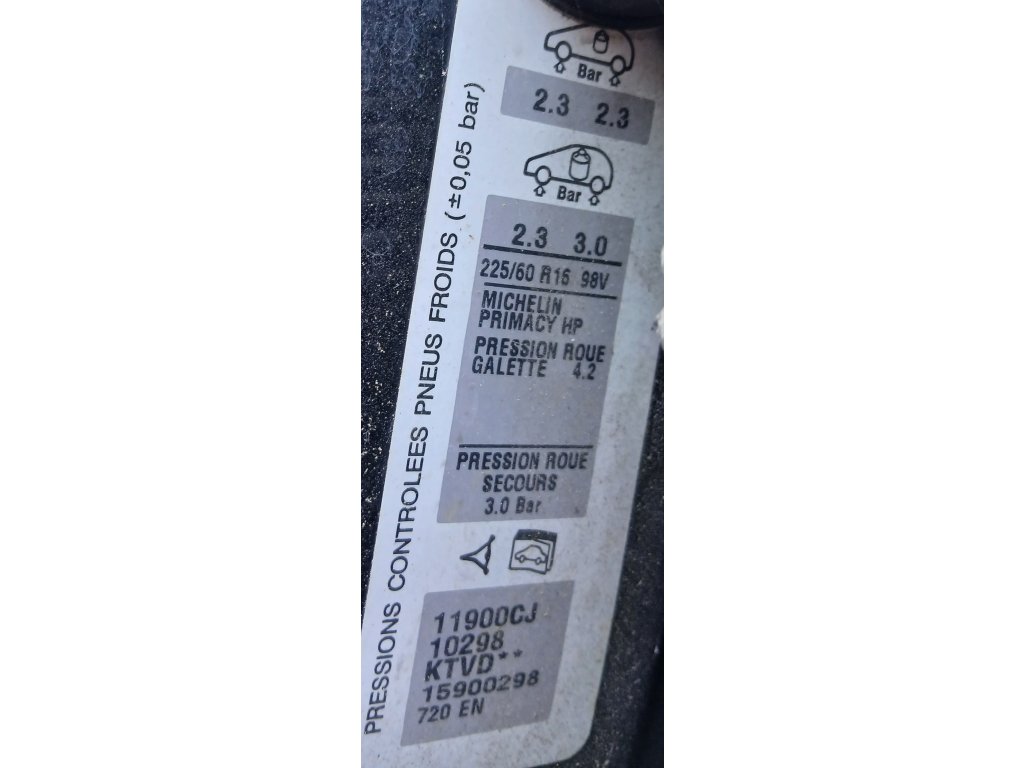 PRESSIONS CONTROLEES PNEUS FROIDS (±0,05 bar)
Bar
2.3 2.3
Bar
2.3 3.0
225/60 R16 98V
MICHELIN
PRIMACY HP
PRESSION ROUE
GALETTE 4.2
PRESSION ROUE
SECOURS
3.0 Bar
11900CJ
10298
KTVD**
15900298
720 EN